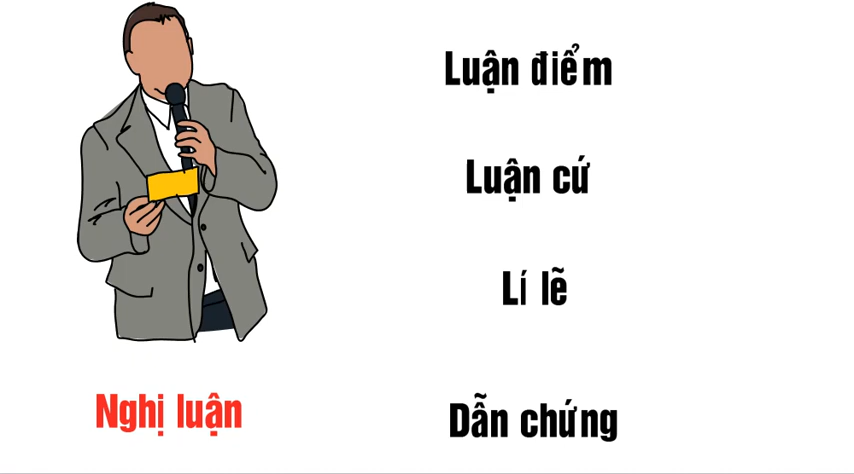 Luận điểm
Luận cứ
Lí lẽ
Nghị luận
Dẫn chứng